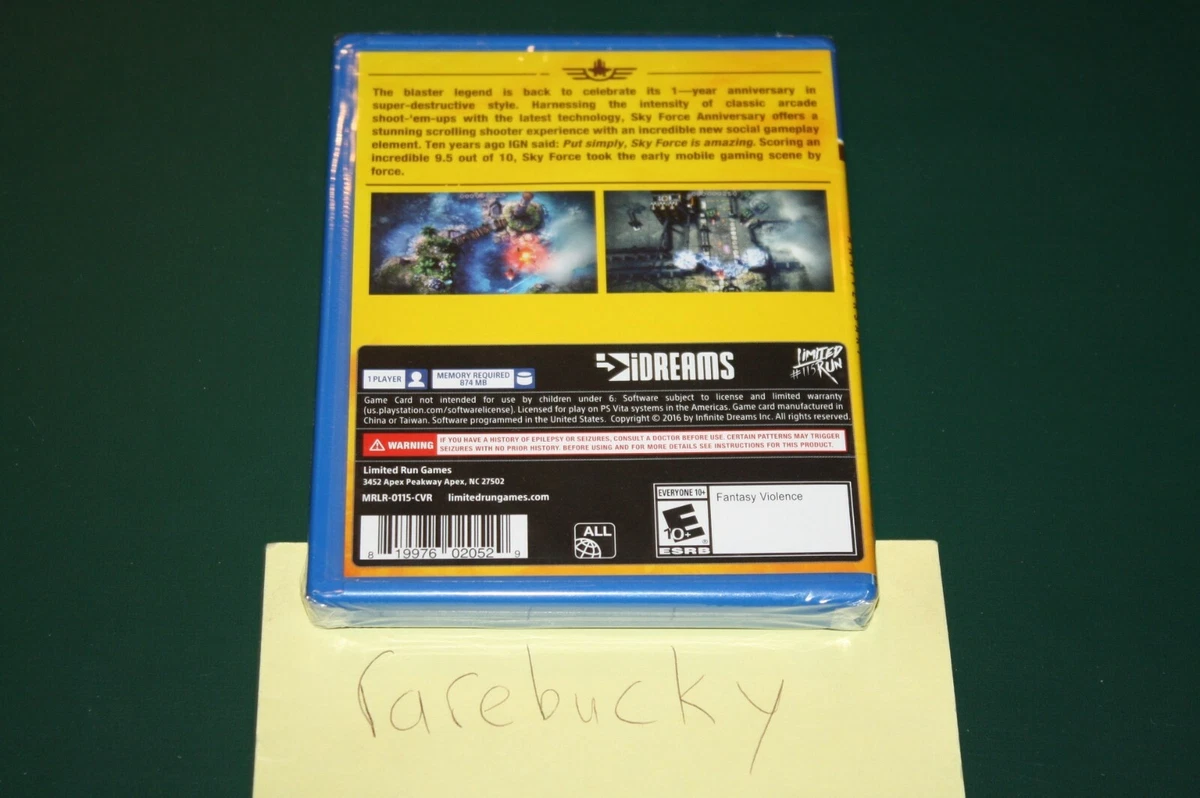 The blaster legend is back to celebrate its 1—year anniversary in
super-destructive style. Harnessing the intensity of classic arcade
shoot-'em-ups with the latest technology, Sky Force Anniversary offers a
stunning scrolling shooter experience with an incredible new social gameplay
element. Ten years ago IGN said: Put simply, Sky Force is amazing. Scoring an
incredible 9.5 out of 10, Sky Force took the early mobile gaming scene by
force.
iDREAMS
LIMITED
#115 RUN
1 PLAYER
MEMORY REQUIRED
874 MB
Game Card not intended for use by children under 6. Software subject to license and limited warranty
(us.playstation.com/softwarelicense). Licensed for play on PS Vita systems in the Americas. Game card manufactured in
China or Taiwan. Software programmed in the United States. Copyright © 2016 by Infinite Dreams Inc. All rights reserved.
WARNING
IF YOU HAVE A HISTORY OF EPILEPSY OR SEIZURES, CONSULT A DOCTOR BEFORE USE. CERTAIN PATTERNS MAY TRIGGER
SEIZURES WITH NO PRIOR HISTORY. BEFORE USING AND FOR MORE DETAILS SEE INSTRUCTIONS FOR THIS PRODUCT.
Limited Run Games
3452 Apex Peakway Apex, NC 27502
MRLR-0115-CVR limitedrungames.com
8 19976 02052 9
ALL
EVERYONE 10+
E
10+
ESRB
Fantasy Violence
rarebucky